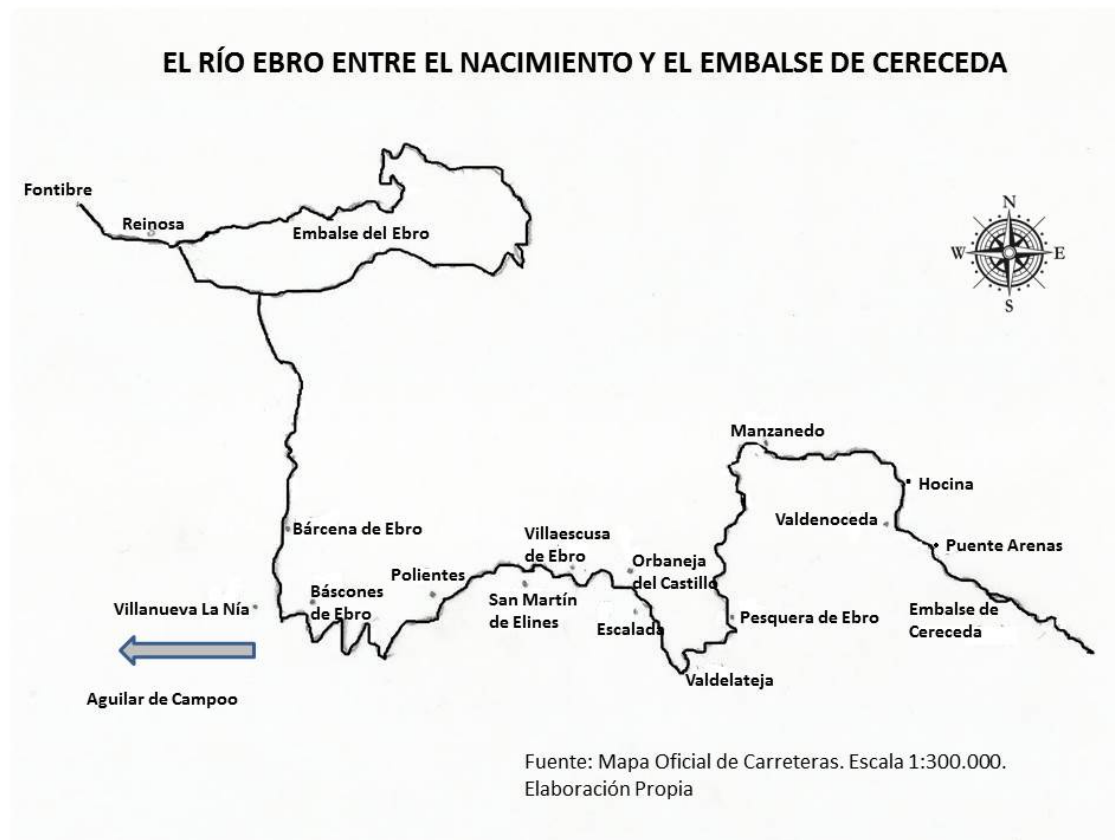 EL RÍO EBRO ENTRE EL NACIMIENTO Y EL EMBALSE DE CERECEDA
Fontibre
Reinosa
Embalse del Ebro
N
W
E
S
Manzanedo
Hocina
Valdenoceda
Puente Arenas
Bárcena de Ebro
Villaescusa
de Ebro
Orbaneja
del Castillo
Polientes
Báscones
de Ebro
San Martín
de Elines
Villanueva La Nía
Escalada
Pesquera de Ebro
Embalse de
Cereceda
Valdelateja
Aguilar de Campoo
Fuente: Mapa Oficial de Carreteras. Escala 1:300.000.
Elaboración Propia